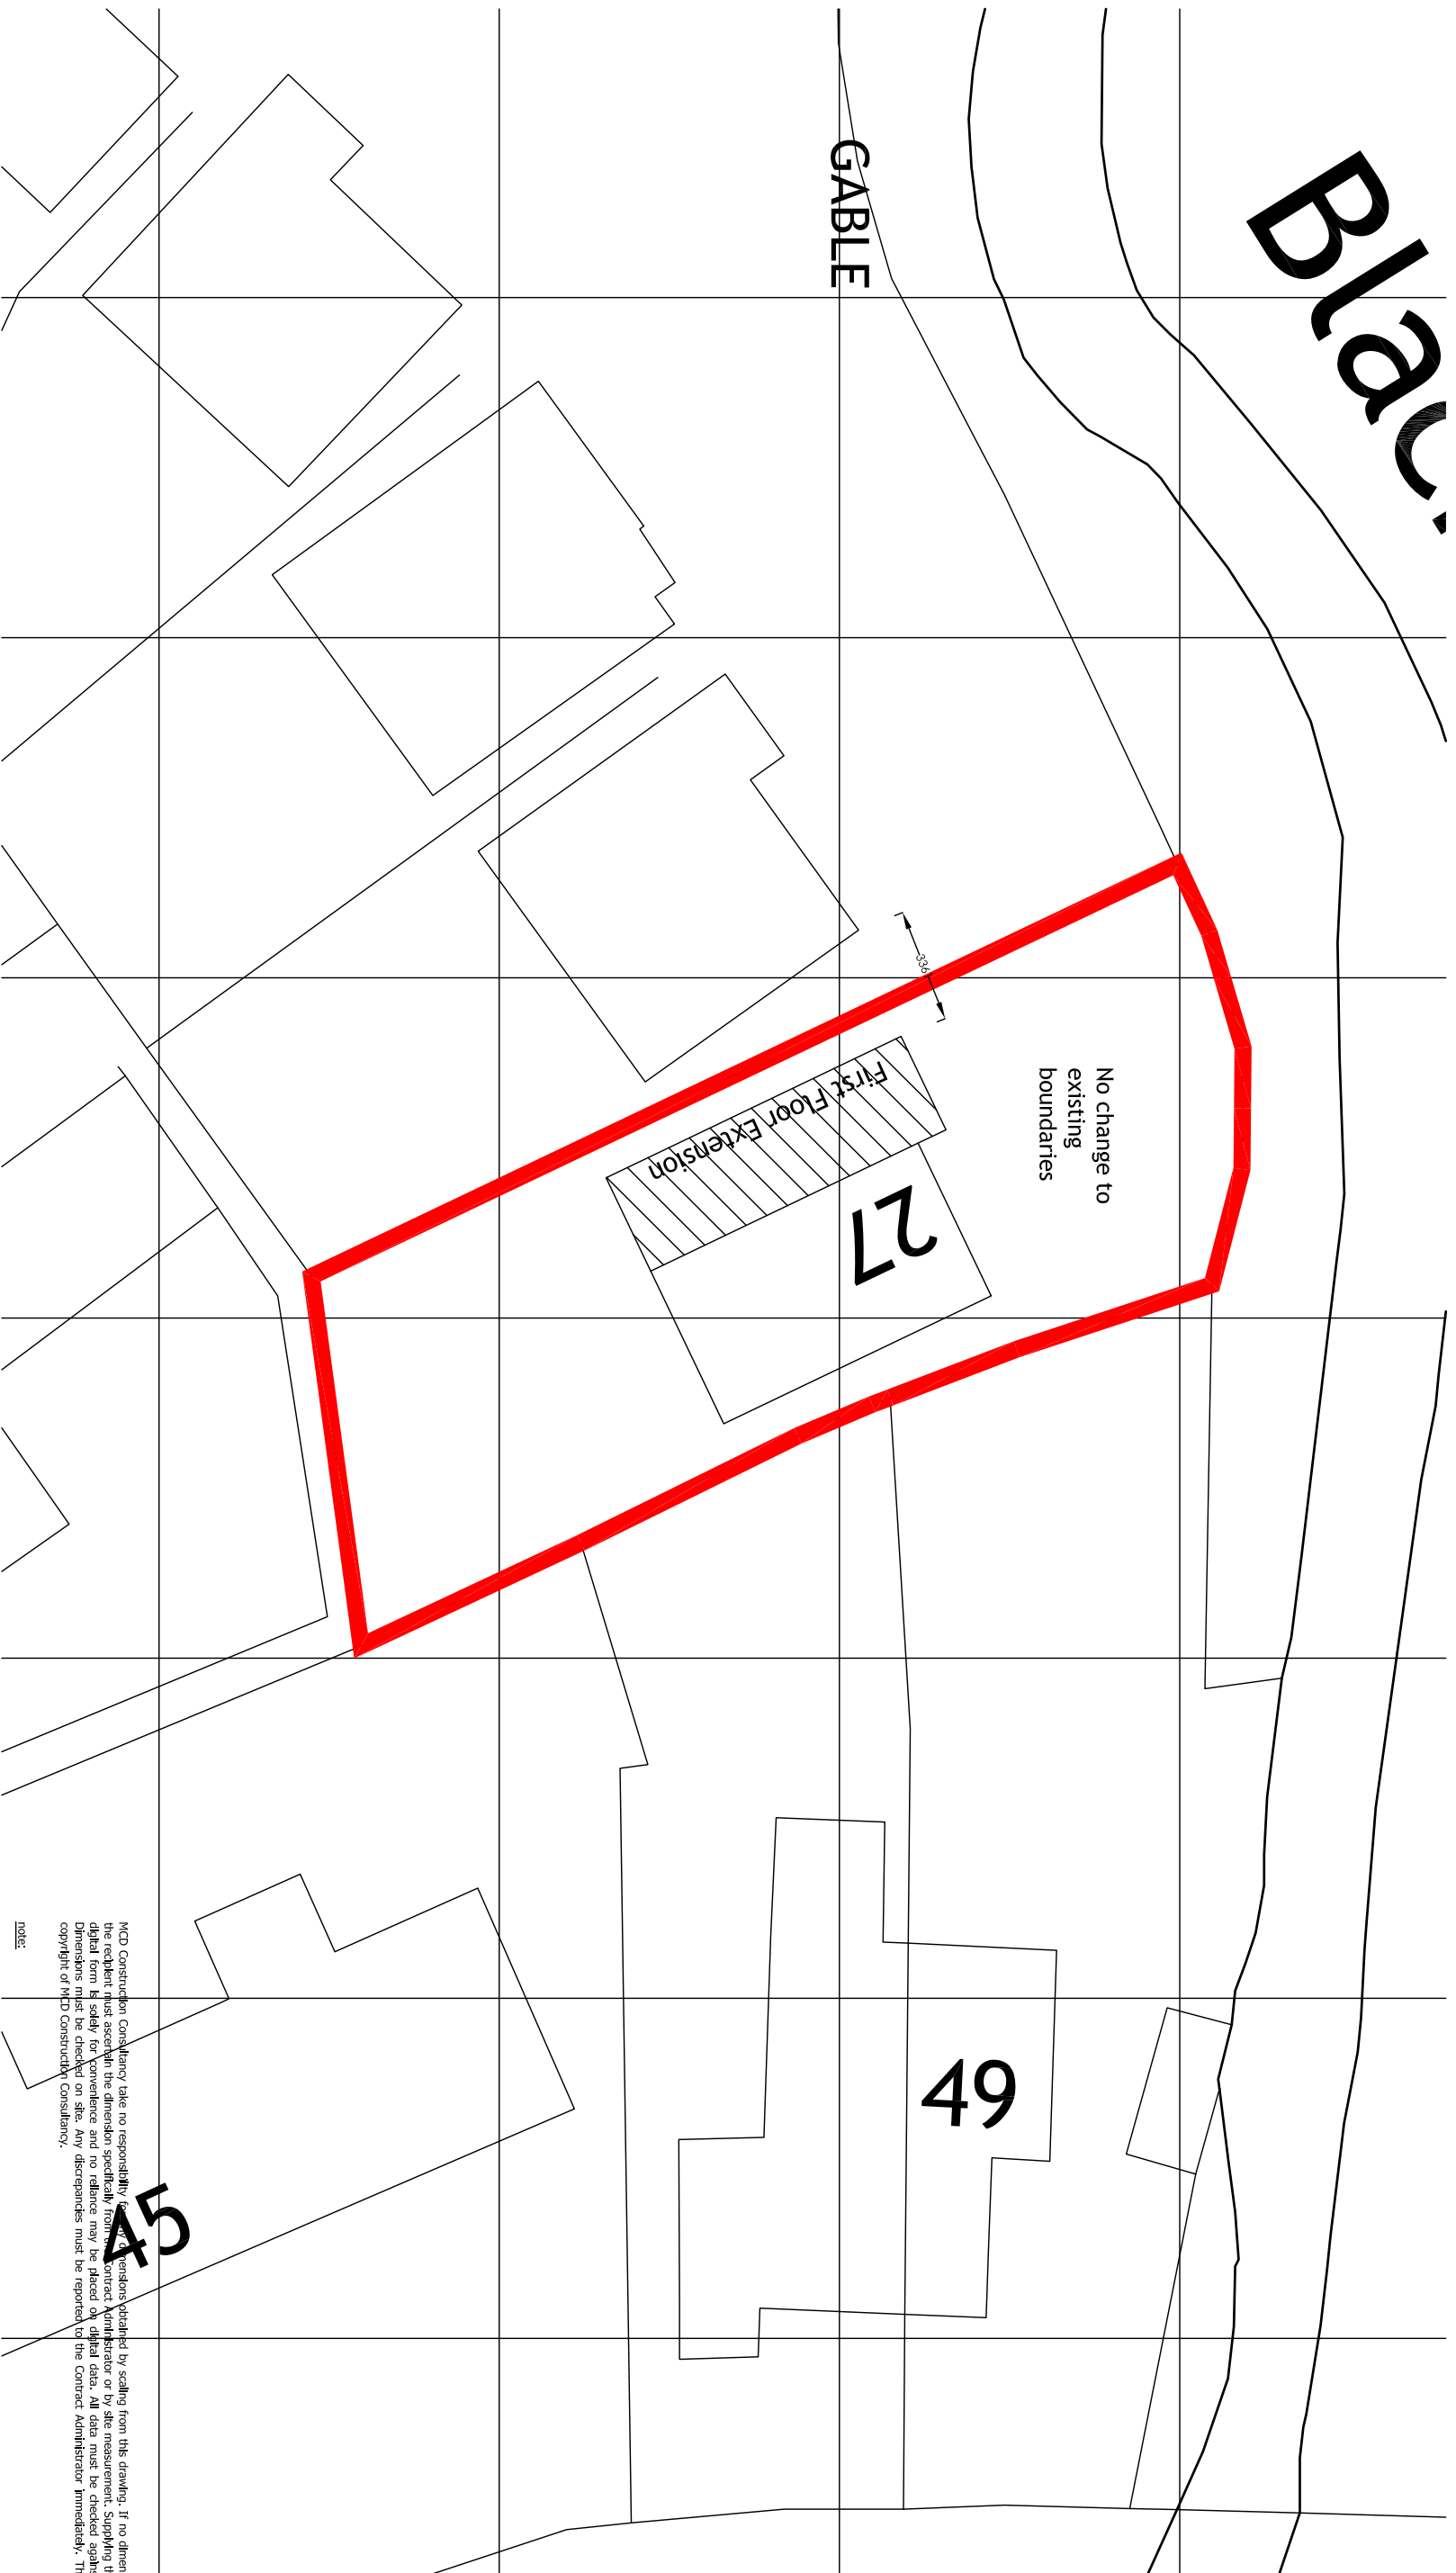 Blac
GABLE
336
No change to
existing
boundaries
First Floor Extension
27
49
45
MCD Construction Consultancy take no responsibility for any dimensions obtained by scaling from this drawing. If no dimen
the recipient must ascertain the dimension specifically from the Contract Administrator or by site measurement. Supplying th
digital form is solely for convenience and no reliance may be placed on digital data. All data must be checked agains
Dimensions must be checked on site. Any discrepancies must be reported to the Contract Administrator immediately. Th
copyright of MCD Construction Consultancy.
note: